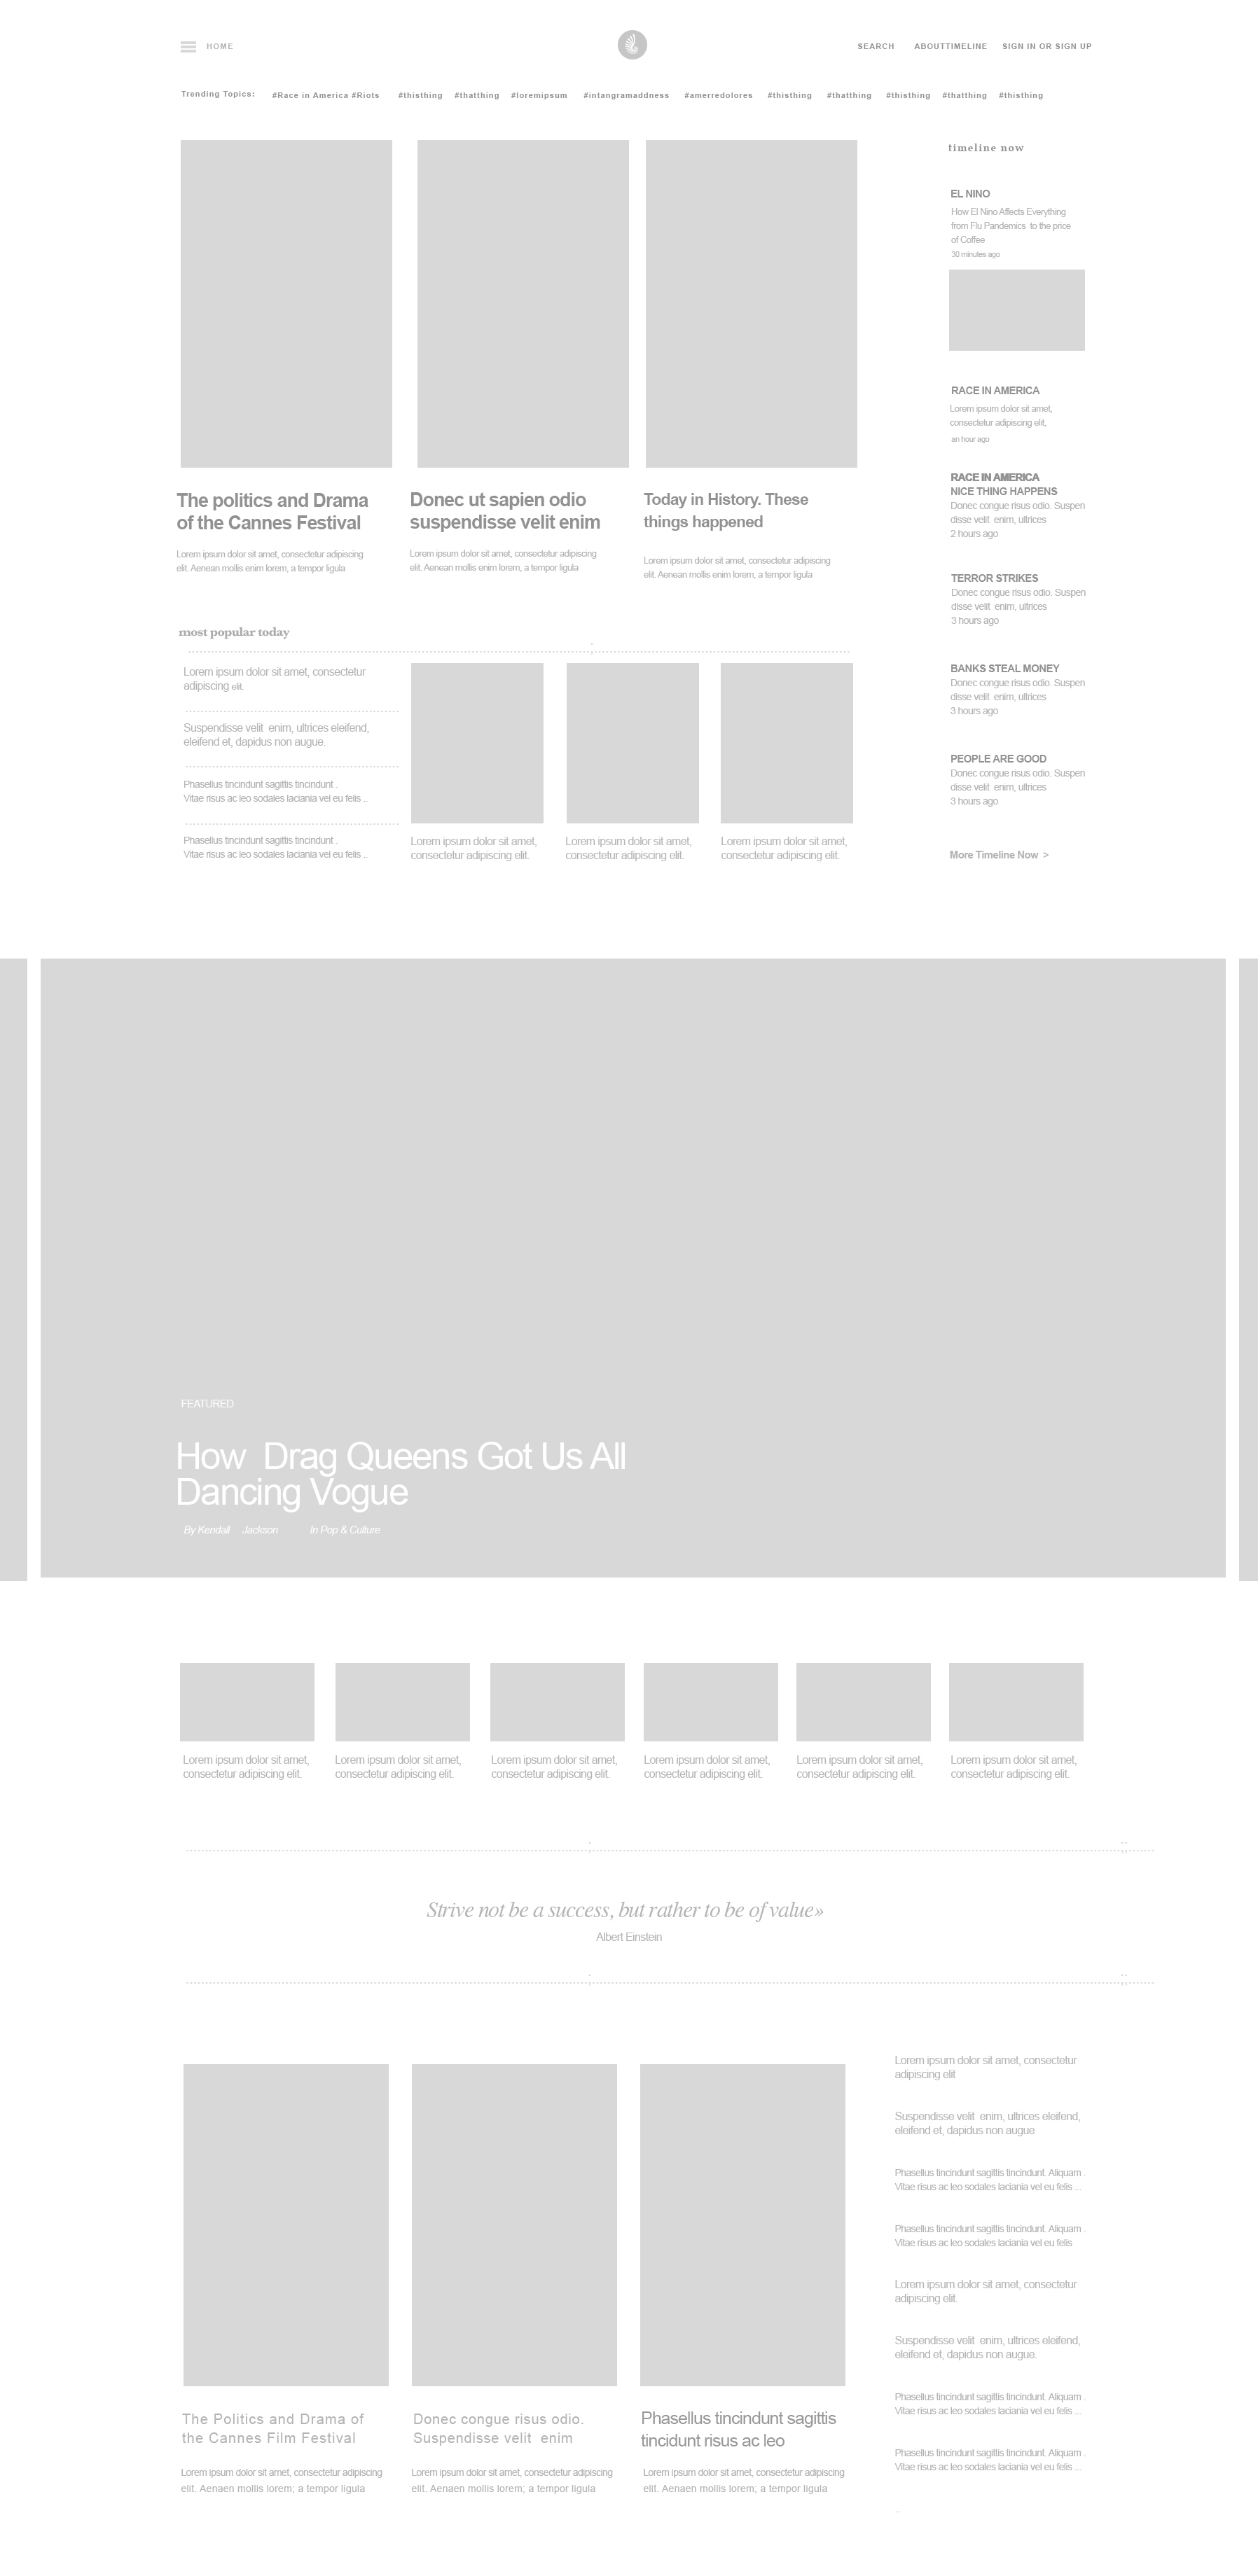 HOME
SEARCH ABOUTTIMELINE SIGN IN OR SIGN UP
Trending Topics: #Race in America #Riots #thisthing #thatthing #loremipsum #intangramaddness #amerredolores #thisthing #thatthing #thisthing #thatthing #thisthing
The politics and Drama
of the Cannes Festival
Lorem ipsum dolor sit amet, consectetur adipiscing
elit. Aenean mollis enim lorem, a tempor ligula
Donec ut sapien odio
suspendisse velit enim
Lorem ipsum dolor sit amet, consectetur adipiscing
elit. Aenean mollis enim lorem, a tempor ligula
Today in History. These
things happened
Lorem ipsum dolor sit amet, consectetur adipiscing
elit. Aenean mollis enim lorem, a tempor ligula
most popular today
Lorem ipsum dolor sit amet, consectetur
adipiscing elit.
Suspendisse velit enim, ultrices eleifend,
eleifend et, dapidus non augue.
Phasellus tincindunt sagittis tincindunt .
Vitae risus ac leo sodales laciania vel eu felis ..
Phasellus tincindunt sagittis tincindunt .
Vitae risus ac leo sodales laciania vel eu felis ..
Lorem ipsum dolor sit amet,
consectetur adipiscing elit.
Lorem ipsum dolor sit amet,
consectetur adipiscing elit.
Lorem ipsum dolor sit amet,
consectetur adipiscing elit.
timeline now
EL NINO
How El Nino Affects Everything
from Flu Pandemics to the price
of Coffee
30 minutes ago
RACE IN AMERICA
Lorem ipsum dolor sit amet,
consectetur adipiscing elit,
an hour ago
RACE IN AMERICA
NICE THING HAPPENS
Donec congue risus odio. Suspen
disse velit enim, ultrices
2 hours ago
TERROR STRIKES
Donec congue risus odio. Suspen
disse velit enim, ultrices
3 hours ago
BANKS STEAL MONEY
Donec congue risus odio. Suspen
disse velit enim, ultrices
3 hours ago
PEOPLE ARE GOOD
Donec congue risus odio. Suspen
disse velit enim, ultrices
3 hours ago
More Timeline Now >
FEATURED
How Drag Queens Got Us All
Dancing Vogue
By Kendall Jackson In Pop & Culture
Lorem ipsum dolor sit amet,
consectetur adipiscing elit.
Lorem ipsum dolor sit amet,
consectetur adipiscing elit.
Lorem ipsum dolor sit amet,
consectetur adipiscing elit.
Lorem ipsum dolor sit amet,
consectetur adipiscing elit.
Lorem ipsum dolor sit amet,
consectetur adipiscing elit.
Lorem ipsum dolor sit amet,
consectetur adipiscing elit.
Strive not be a success, but rather to be of value»
Albert Einstein
The Politics and Drama of
the Cannes Film Festival
Lorem ipsum dolor sit amet, consectetur adipiscing
elit. Aenaen mollis lorem; a tempor ligula
Donec congue risus odio.
Suspendisse velit enim
Lorem ipsum dolor sit amet, consectetur adipiscing
elit. Aenaen mollis lorem; a tempor ligula
Phasellus tincindunt sagittis
tincidunt risus ac leo
Lorem ipsum dolor sit amet, consectetur adipiscing
elit. Aenaen mollis lorem; a tempor ligula
Lorem ipsum dolor sit amet, consectetur
adipiscing elit
Suspendisse velit enim, ultrices eleifend,
eleifend et, dapidus non augue
Phasellus tincindunt sagittis tincindunt. Aliquam .
Vitae risus ac leo sodales laciania vel eu felis ...
Phasellus tincindunt sagittis tincindunt. Aliquam .
Vitae risus ac leo sodales laciania vel eu felis
Lorem ipsum dolor sit amet, consectetur
adipiscing elit.
Suspendisse velit enim, ultrices eleifend,
eleifend et, dapidus non augue.
Phasellus tincindunt sagittis tincindunt. Aliquam .
Vitae risus ac leo sodales laciania vel eu felis ...
Phasellus tincindunt sagittis tincindunt. Aliquam .
Vitae risus ac leo sodales laciania vel eu felis ...